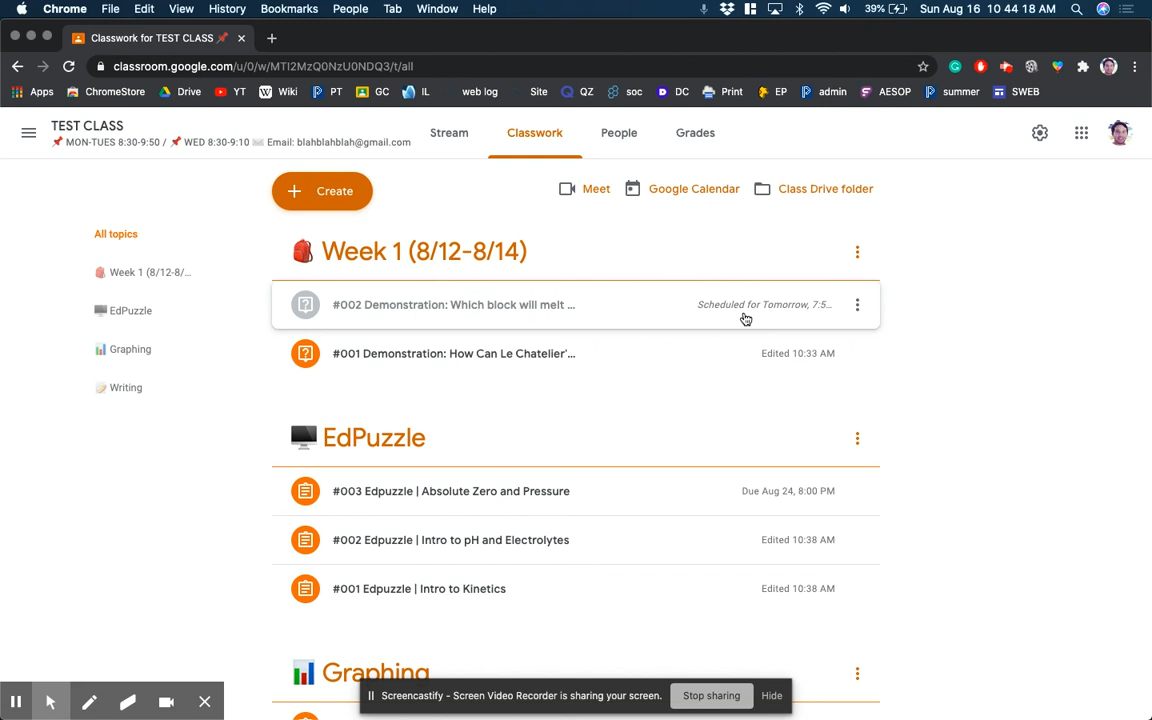 Chrome File Edit View History Bookmarks People Tab Window Help 39% Sun Aug 16 10 44 18 AM
Classwork for TEST CLASS
classroom.google.com/u/0/w/MTI2MzQ0NzU0NDQ3/t/all
Apps ChromeStore Drive YT Wiki PT GC IL web log Site QZ soc DC Print EP admin AESOP summer SWEB
TEST CLASS
MON-TUES 8:30-9:50 / WED 8:30-9:10 Email: blahblahblah@gmail.com
Stream Classwork People Grades
Create
Meet Google Calendar Class Drive folder
All topics
Week 1 (8/12-8/...
EdPuzzle
Graphing
Writing
Week 1 (8/12-8/14)
#002 Demonstration: Which block will melt ... Scheduled for Tomorrow, 7:5...
#001 Demonstration: How Can Le Chatelier'... Edited 10:33 AM
EdPuzzle
#003 Edpuzzle | Absolute Zero and Pressure Due Aug 24, 8:00 PM
#002 Edpuzzle | Intro to pH and Electrolytes Edited 10:38 AM
#001 Edpuzzle | Intro to Kinetics Edited 10:38 AM
Graphing
Screencastify - Screen Video Recorder is sharing your screen. Stop sharing Hide